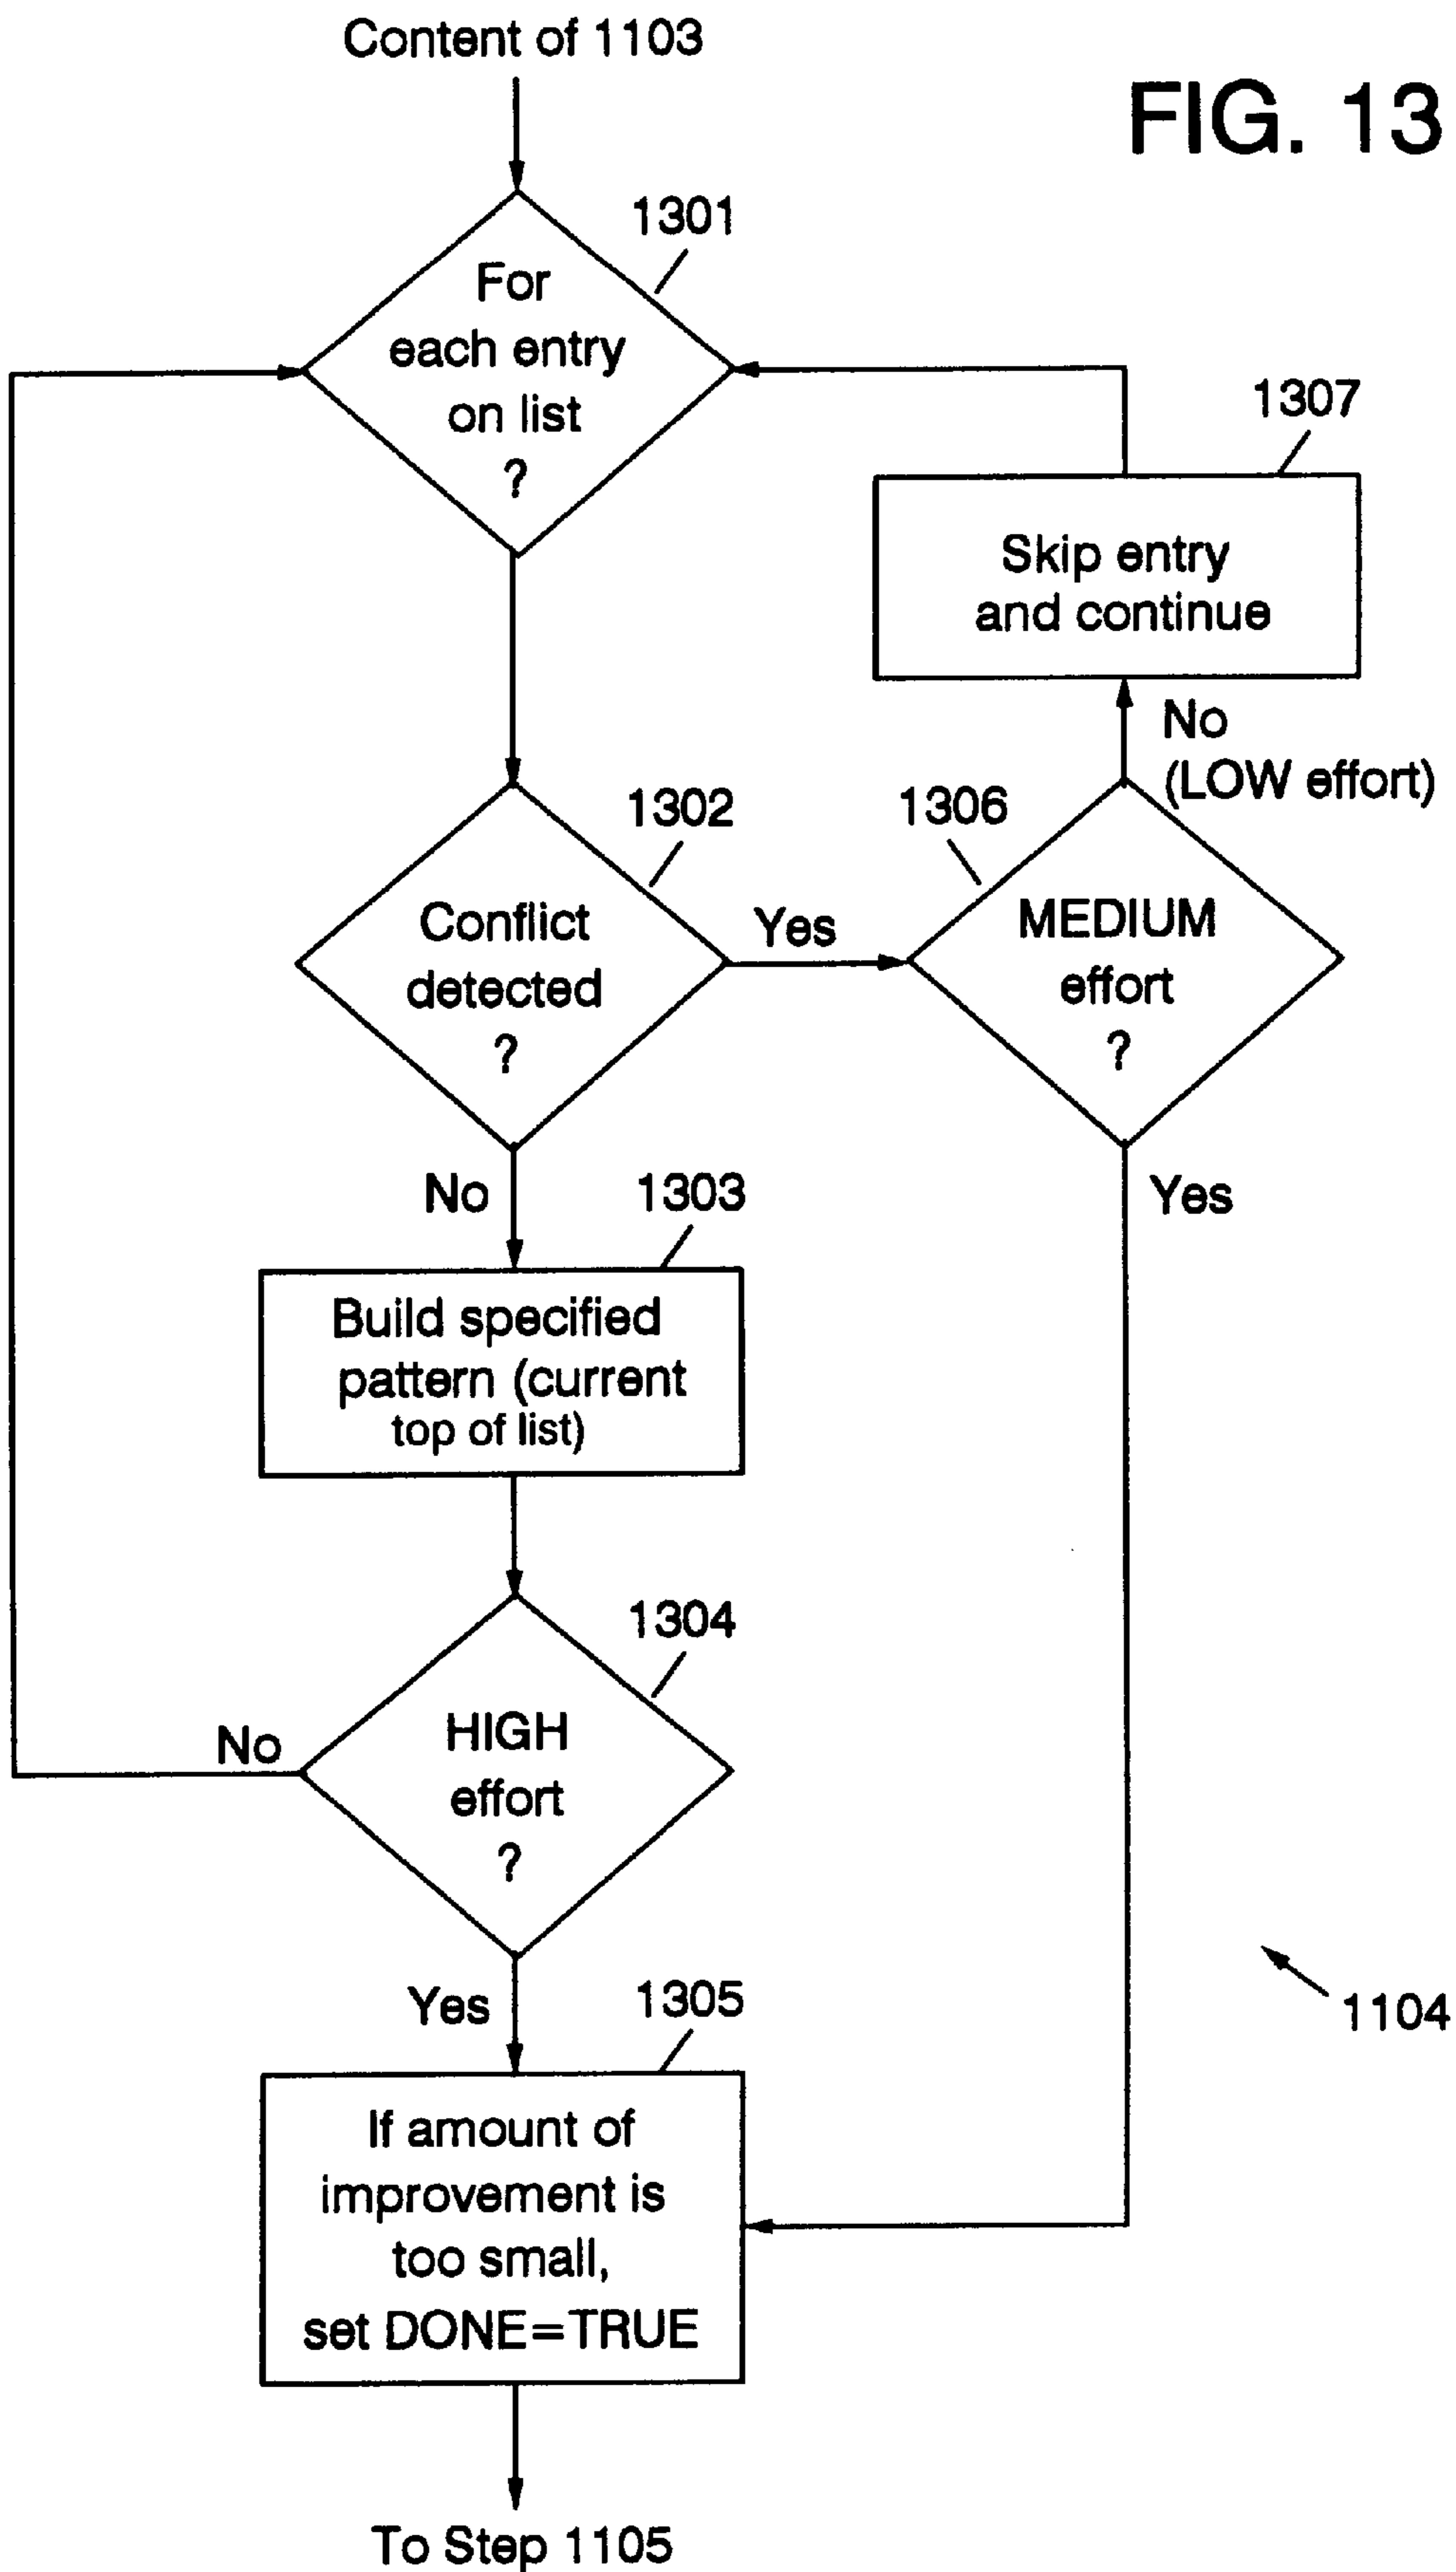 Content of 1103
FIG. 13
1301
For
each entry
on list
?
1307
Skip entry
and continue
No
(LOW effort)
1302
1306
Conflict
detected
?
Yes
MEDIUM
effort
?
No
1303
Yes
Build specified
pattern (current
top of list)
1304
HIGH
effort
?
No
Yes
1305
1104
If amount of
improvement is
too small,
set DONE=TRUE
To Step 1105